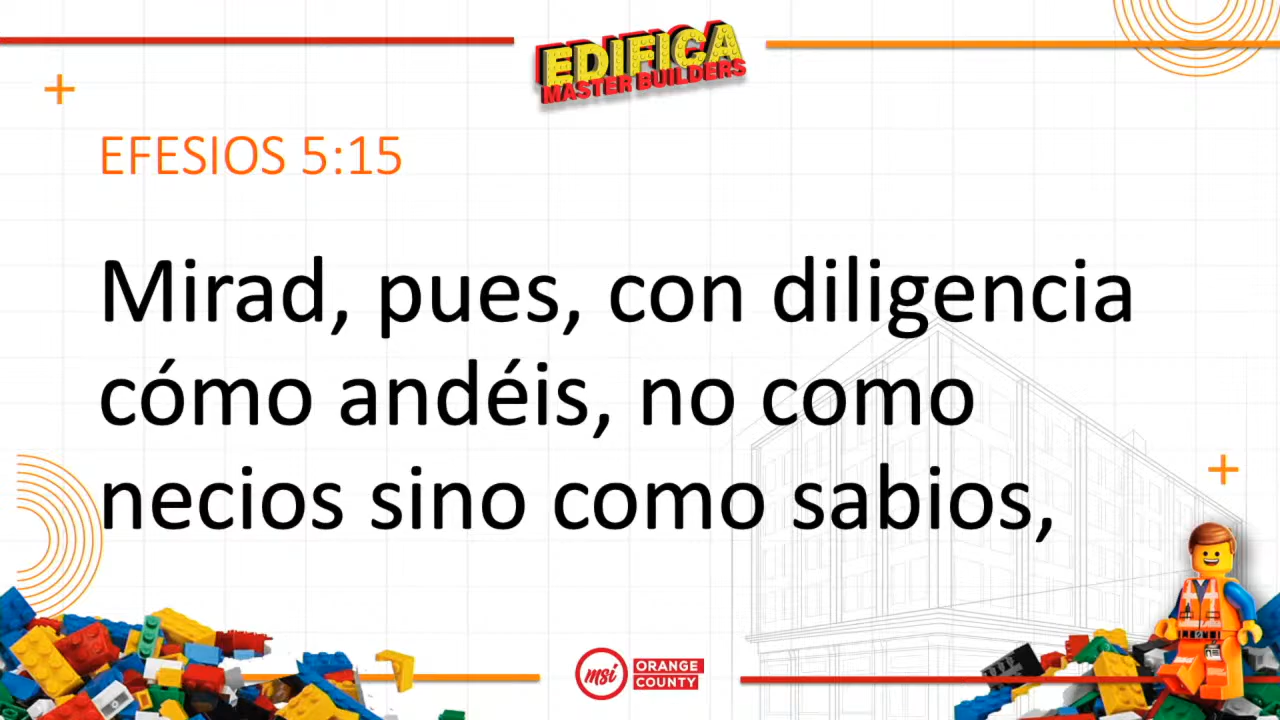 EDIFICA
MASTER BUILDERS
EFESIOS 5:15
Mirad, pues, con diligencia
cómo andéis, no como
necios sino como sabios,
msi ORANGE
COUNTY